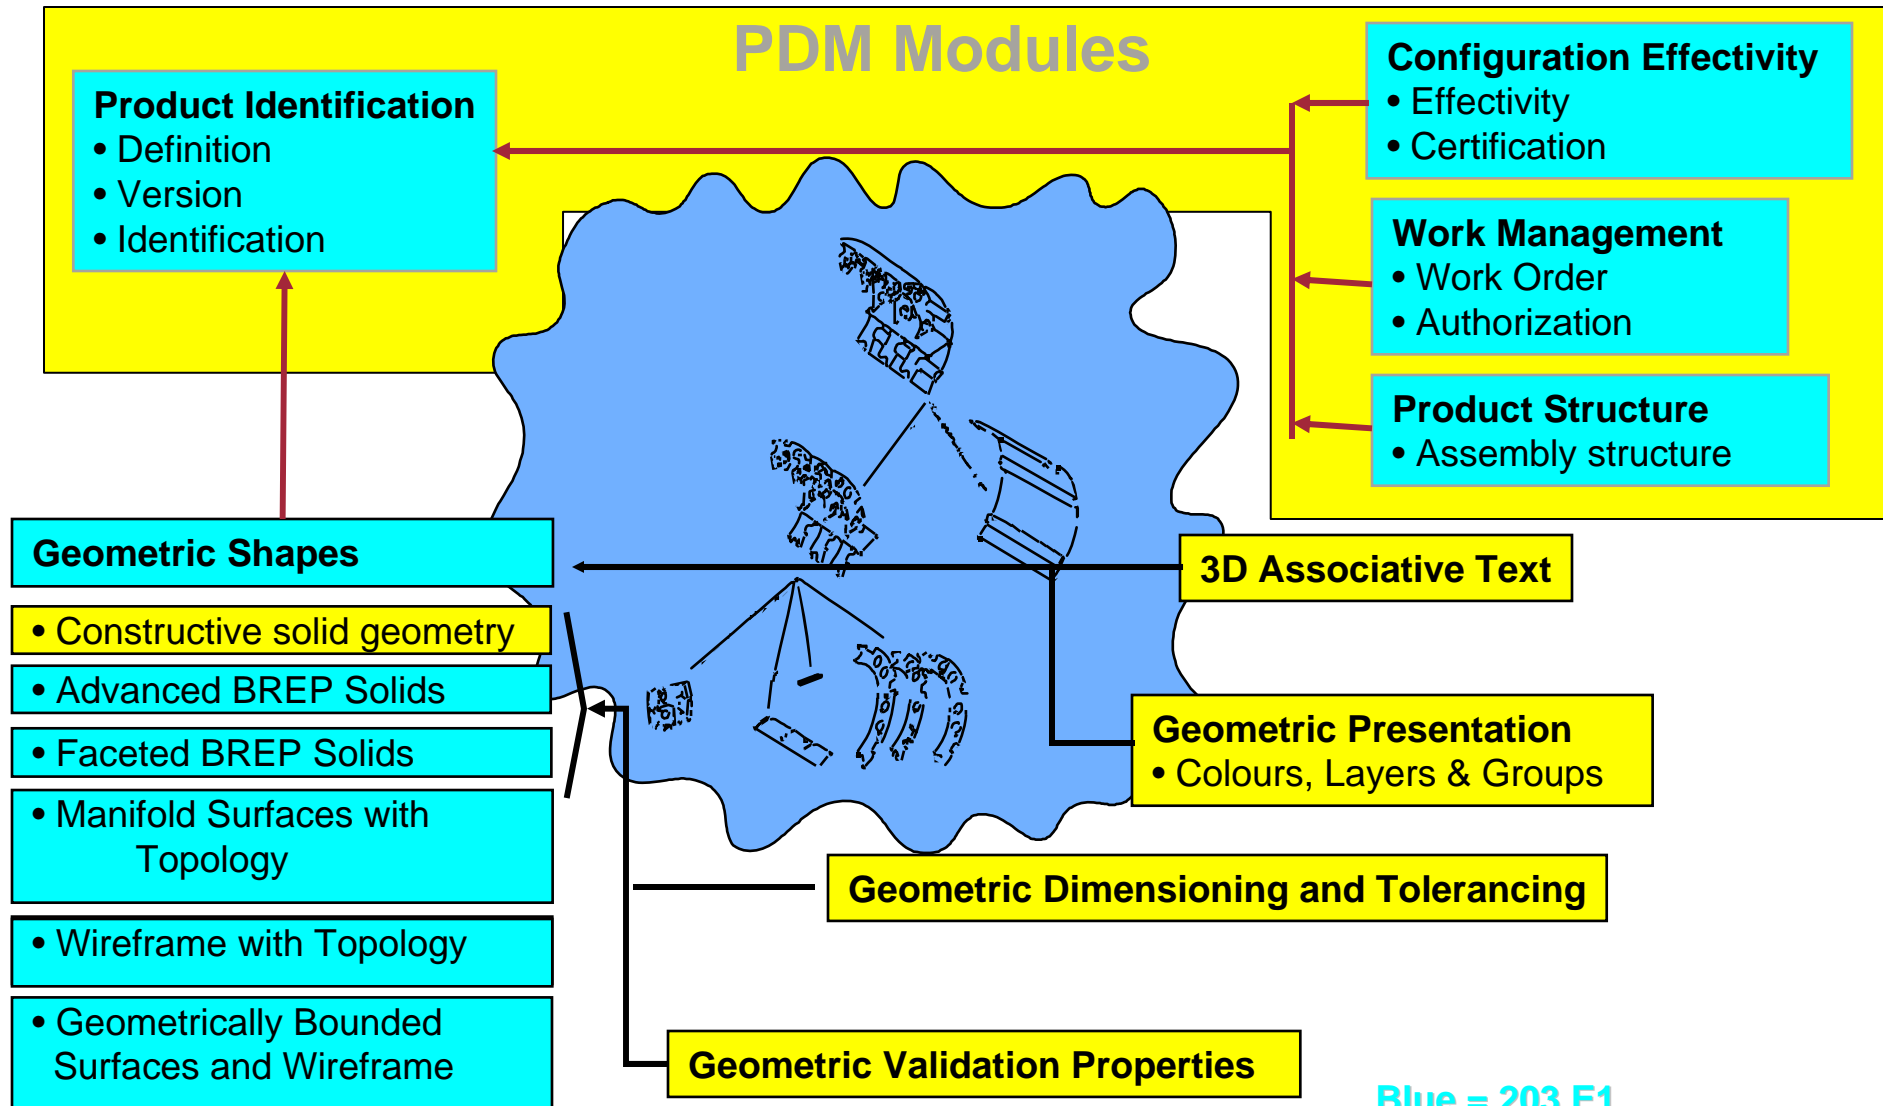 PDM Modules
Product Identification
• Definition
• Version
• Identification
Configuration Effectivity
• Effectivity
• Certification
Work Management
• Work Order
• Authorization
Product Structure
• Assembly structure
Geometric Shapes
• Constructive solid geometry
• Advanced BREP Solids
• Faceted BREP Solids
• Manifold Surfaces with
Topology
• Wireframe with Topology
• Geometrically Bounded
Surfaces and Wireframe
3D Associative Text
Geometric Presentation
• Colours, Layers & Groups
Geometric Dimensioning and Tolerancing
Geometric Validation Properties
Blue = 203 E1